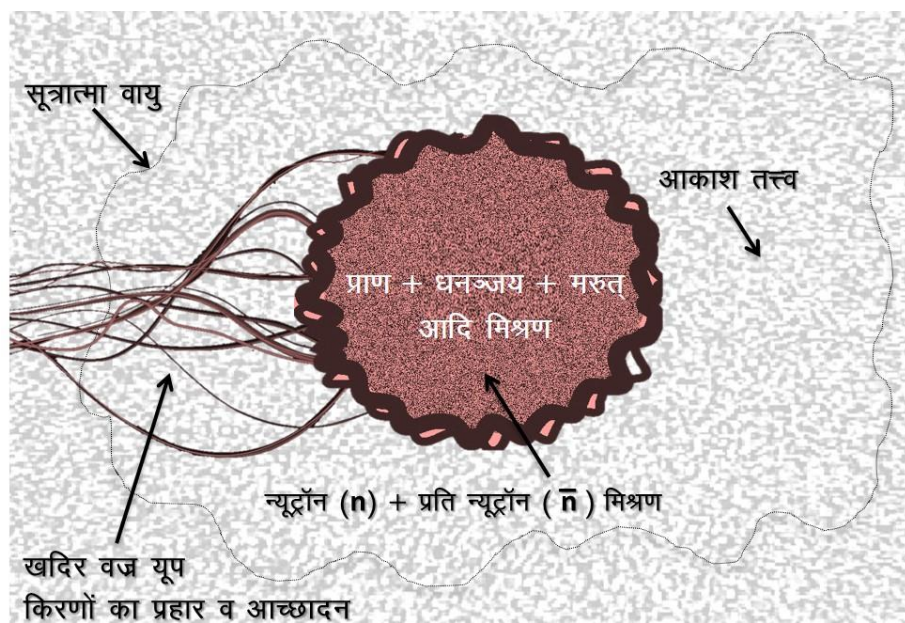 सूत्रात्मा वायु
आकाश तत्त्व
प्राण + धनञ्जय + मरुत्
आदि मिश्रण
न्यूट्रॉन (n) + प्रति न्यूट्रॉन ( n̅ ) मिश्रण
खदिर वज्र यूप
किरणों का प्रहार व आच्छादन